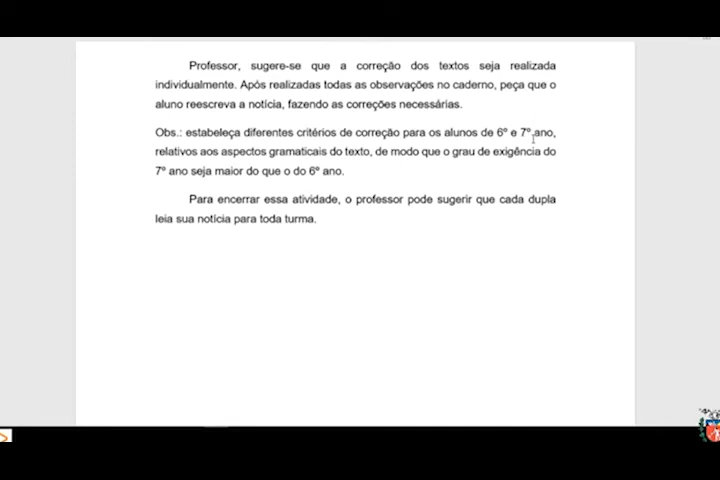 Professor, sugere-se que a correção dos textos seja realizada
individualmente. Após realizadas todas as observações no caderno, peça que o
aluno reescreva a notícia, fazendo as correções necessárias.
Obs.: estabeleça diferentes critérios de correção para os alunos de 6º e 7º ano,
relativos aos aspectos gramaticais do texto, de modo que o grau de exigência do
7º ano seja maior do que o do 6º ano.
Para encerrar essa atividade, o professor pode sugerir que cada dupla
leia sua notícia para toda turma.